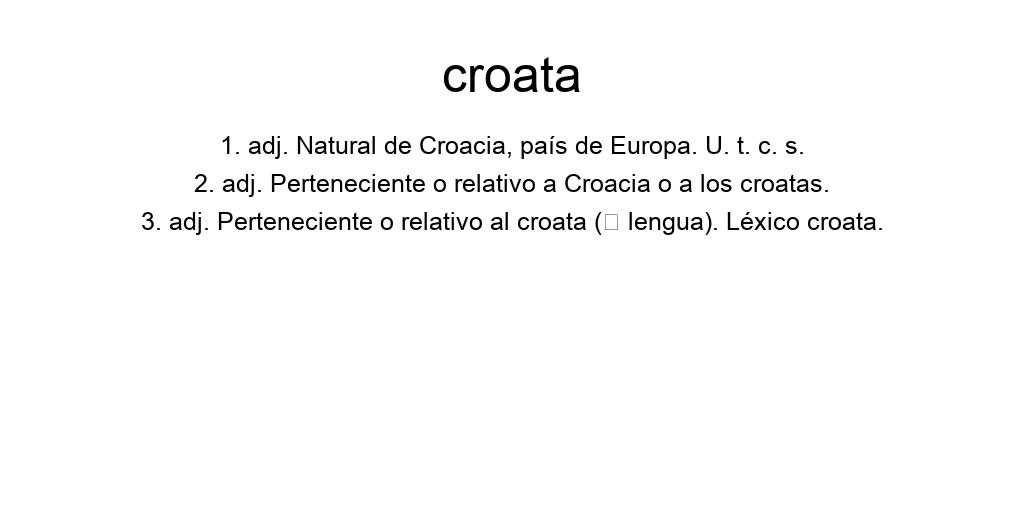 croata
1. adj. Natural de Croacia, país de Europa. U. t. c. s.
2. adj. Perteneciente o relativo a Croacia o a los croatas.
3. adj. Perteneciente o relativo al croata (□ lengua). Léxico croata.